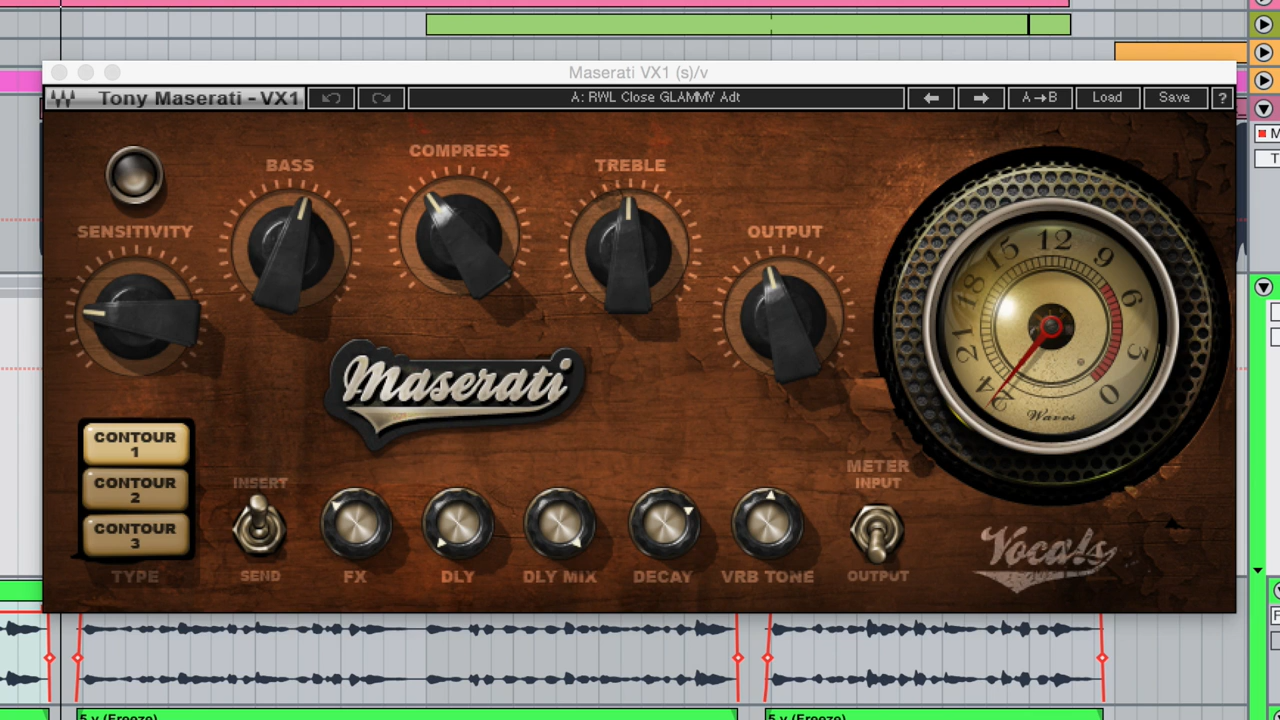 Maserati VX1 (s)/v
Tony Maserati - VX1
A: RWL Close GLAMMY Adt
A→B
Load
Save
?
COMPRESS
BASS
TREBLE
SENSITIVITY
OUTPUT
12
15
9
18
6
21
3
24
0
Waves
Maserati
CONTOUR
1
CONTOUR
2
CONTOUR
3
TYPE
INSERT
SEND
FX
DLY
DLY MIX
DECAY
VRB TONE
METER
INPUT
OUTPUT
Vocals
M
T
F
5 v (Freeze)
5 v (Freeze)